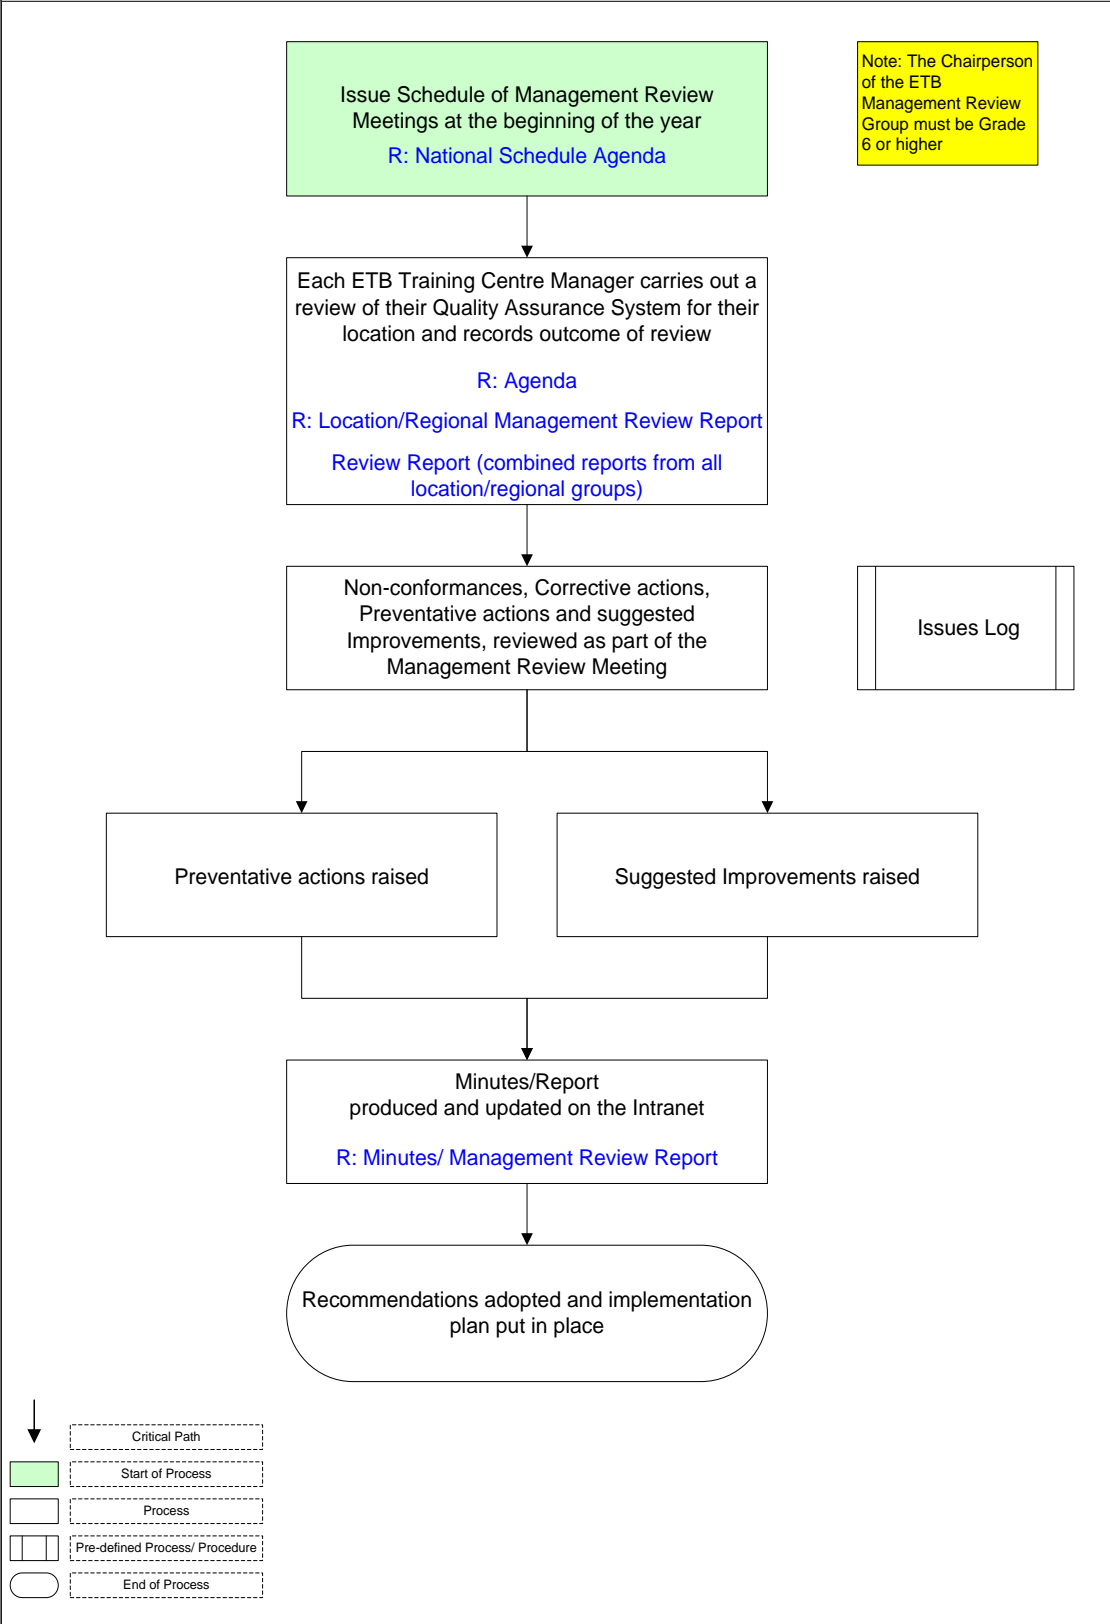 Issue Schedule of Management Review
Meetings at the beginning of the year
R: National Schedule Agenda
Note: The Chairperson
of the ETB
Management Review
Group must be Grade
6 or higher
Each ETB Training Centre Manager carries out a
review of their Quality Assurance System for their
location and records outcome of review
R: Agenda
R: Location/Regional Management Review Report
Review Report (combined reports from all
location/regional groups)
Non-conformances, Corrective actions,
Preventative actions and suggested
Improvements, reviewed as part of the
Management Review Meeting
Issues Log
Preventative actions raised
Suggested Improvements raised
Minutes/Report
produced and updated on the Intranet
R: Minutes/ Management Review Report
Recommendations adopted and implementation
plan put in place
Critical Path
Start of Process
Process
Pre-defined Process/ Procedure
End of Process